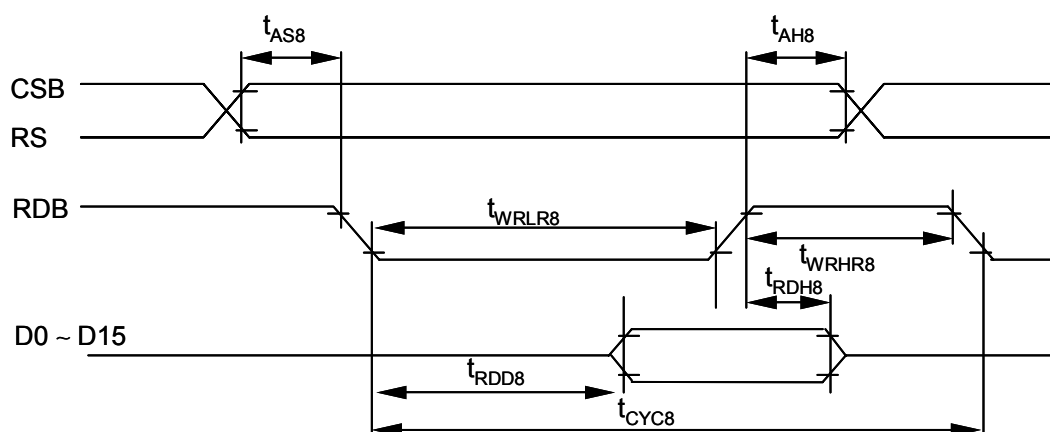 tAS8
tAH8
CSB
RS
RDB
tWRLR8
tWRHR8
tRDH8
D0 ~ D15
tRDD8
tCYC8